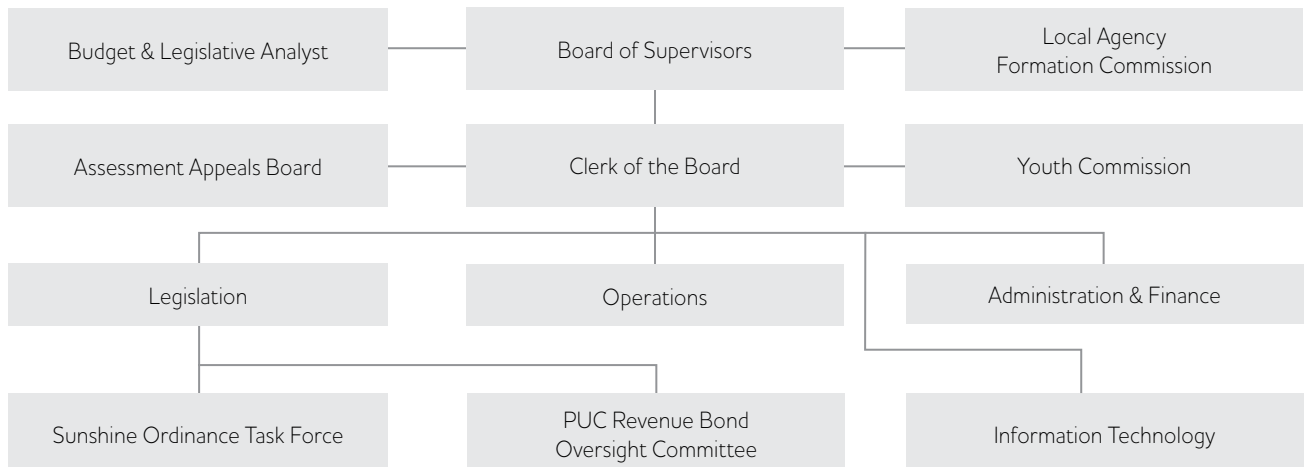 Budget & Legislative Analyst
Board of Supervisors
Local Agency
Formation Commission
Assessment Appeals Board
Clerk of the Board
Youth Commission
Legislation
Operations
Administration & Finance
Sunshine Ordinance Task Force
PUC Revenue Bond
Oversight Committee
Information Technology